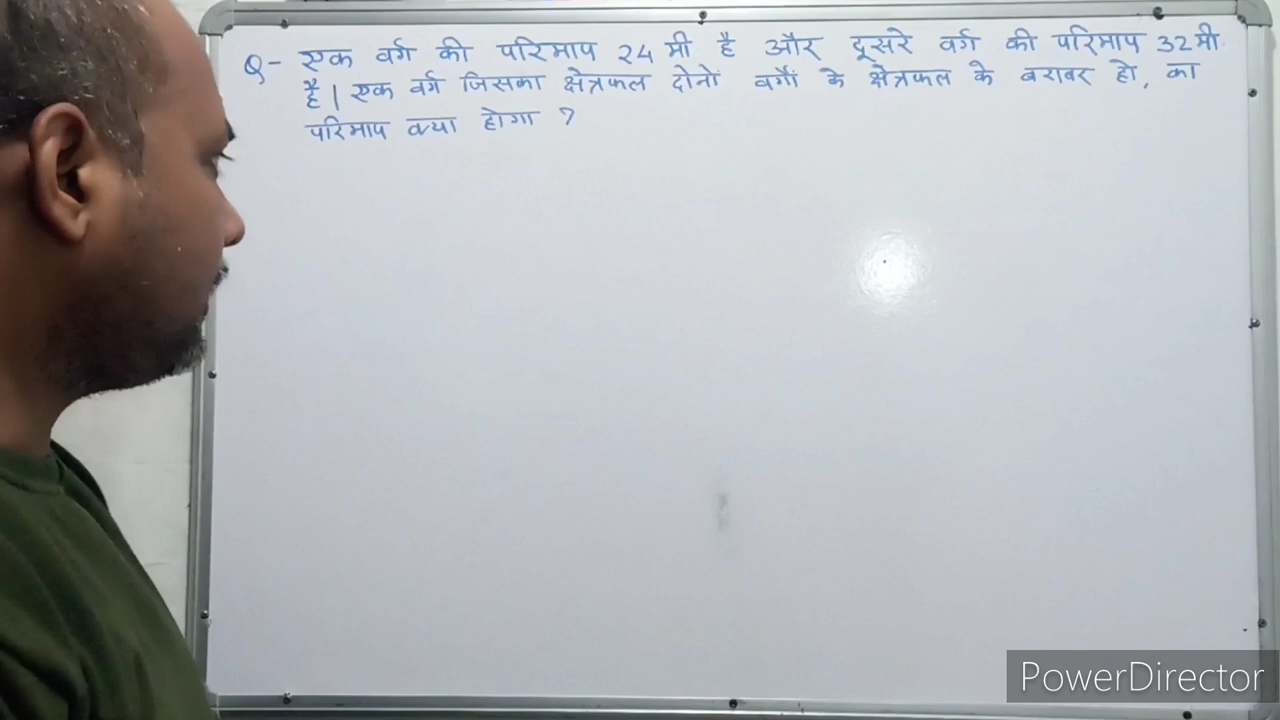 Q- एक वर्ग की परिमाप 24 मी है और दूसरे वर्ग की परिमाप 32 मी.
है| एक वर्ग जिसका क्षेत्रफल दोनो वर्गों के क्षेत्रफल के बराबर हो, का
परिमाप क्या होगा ?
PowerDirector